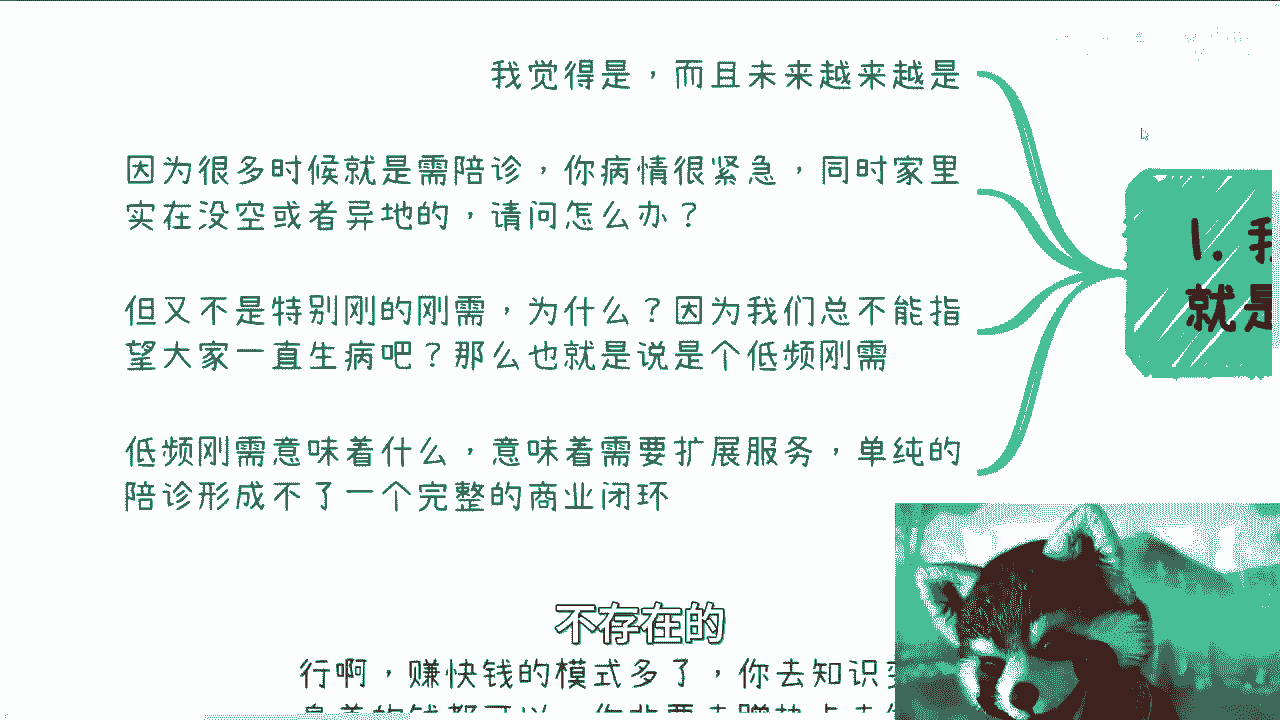 我觉得是，而且未来越来越是
因为很多时候就是需陪诊，你病情很紧急，同时家里
实在没空或者异地的，请问怎么办？
但又不是特别刚的刚需，为什么？因为我们总不能指
望大家一直生病吧？那么也就是说是个低频刚需
低频刚需意味着什么，意味着需要扩展服务，单纯的
陪诊形成不了一个完整的商业闭环
1. 我
就是
不存在的
行啊，赚快钱的模式多了，你去知识